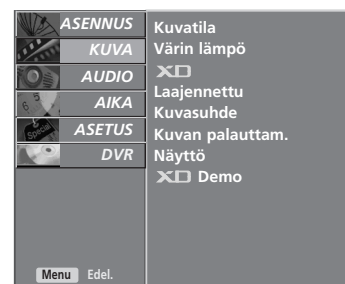 ASENNUS
KUVA
AUDIO
AIKA
ASETUS
DVR
Kuvatila
Värin lämpö
XD
Laajennettu
Kuvasuhde
Kuvan palauttam.
Näyttö
XD Demo
Menu Edel.